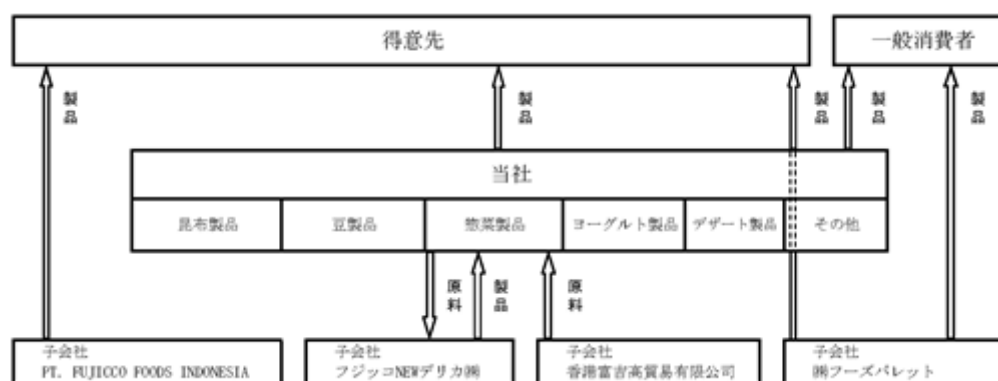 得意先
一般消費者
製品
製品
製品
製品
製品
当社
昆布製品
豆製品
惣菜製品
ヨーグルト製品
デザート製品
その他
原料
製品
原料
子会社
PT. FUJICCO FOODS INDONESIA
子会社
フジッコNEWデリカ㈱
子会社
香港富吉高貿易有限公司
子会社
㈱フーズパレット